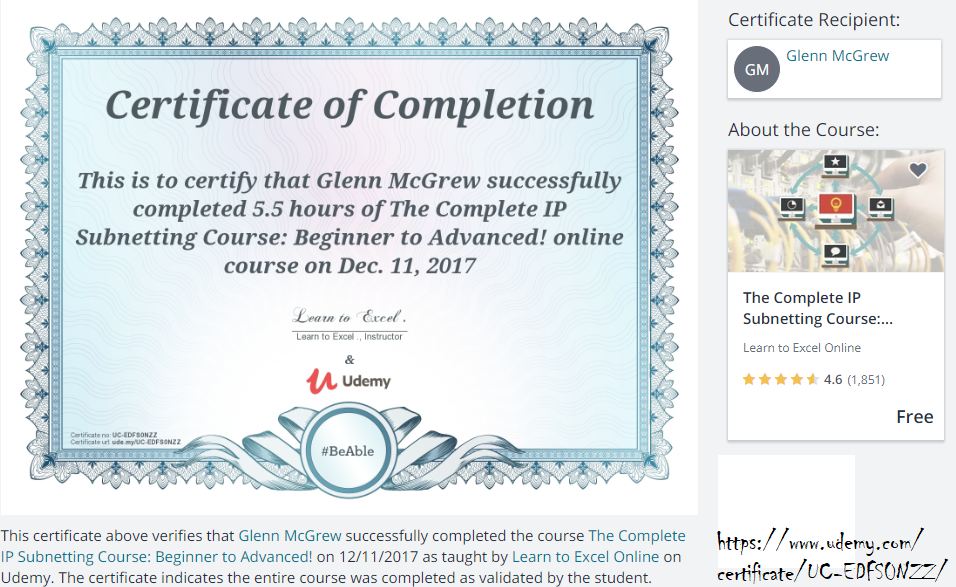 Certificate of Completion
This is to certify that Glenn McGrew successfully
completed 5.5 hours of The Complete IP
Subnetting Course: Beginner to Advanced! online
course on Dec. 11, 2017
Learn to Excel .
Learn to Excel ., Instructor
&
Udemy
Certificate no: UC-EDFS0NZZ
Certificate url: ude.my/UC-EDFS0NZZ
#BeAble
This certificate above verifies that Glenn McGrew successfully completed the course The Complete
IP Subnetting Course: Beginner to Advanced! on 12/11/2017 as taught by Learn to Excel Online on
Udemy. The certificate indicates the entire course was completed as validated by the student.
Certificate Recipient:
GM
Glenn McGrew
About the Course:
The Complete IP
Subnetting Course:...
Learn to Excel Online
4.6 (1,851)
Free
https://www.udemy.com/
certificate/UC-EDFS0NZZ/